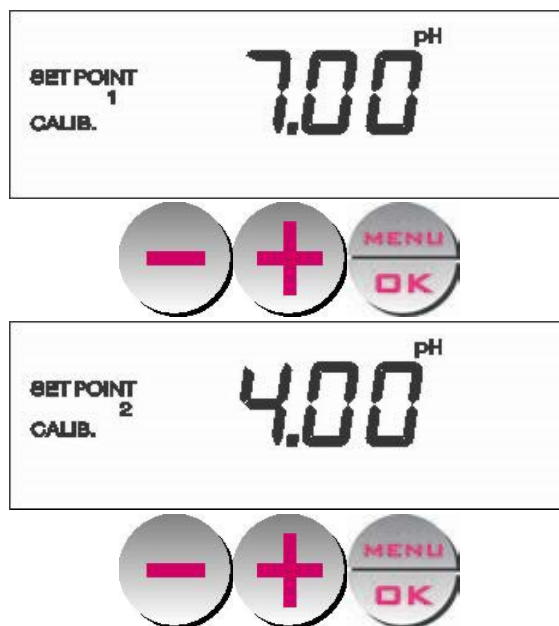 pH
SET POINT 7.00
1
CALIB.
− +
MENU
OK
pH
SET POINT 4.00
2
CALIB.
− +
MENU
OK